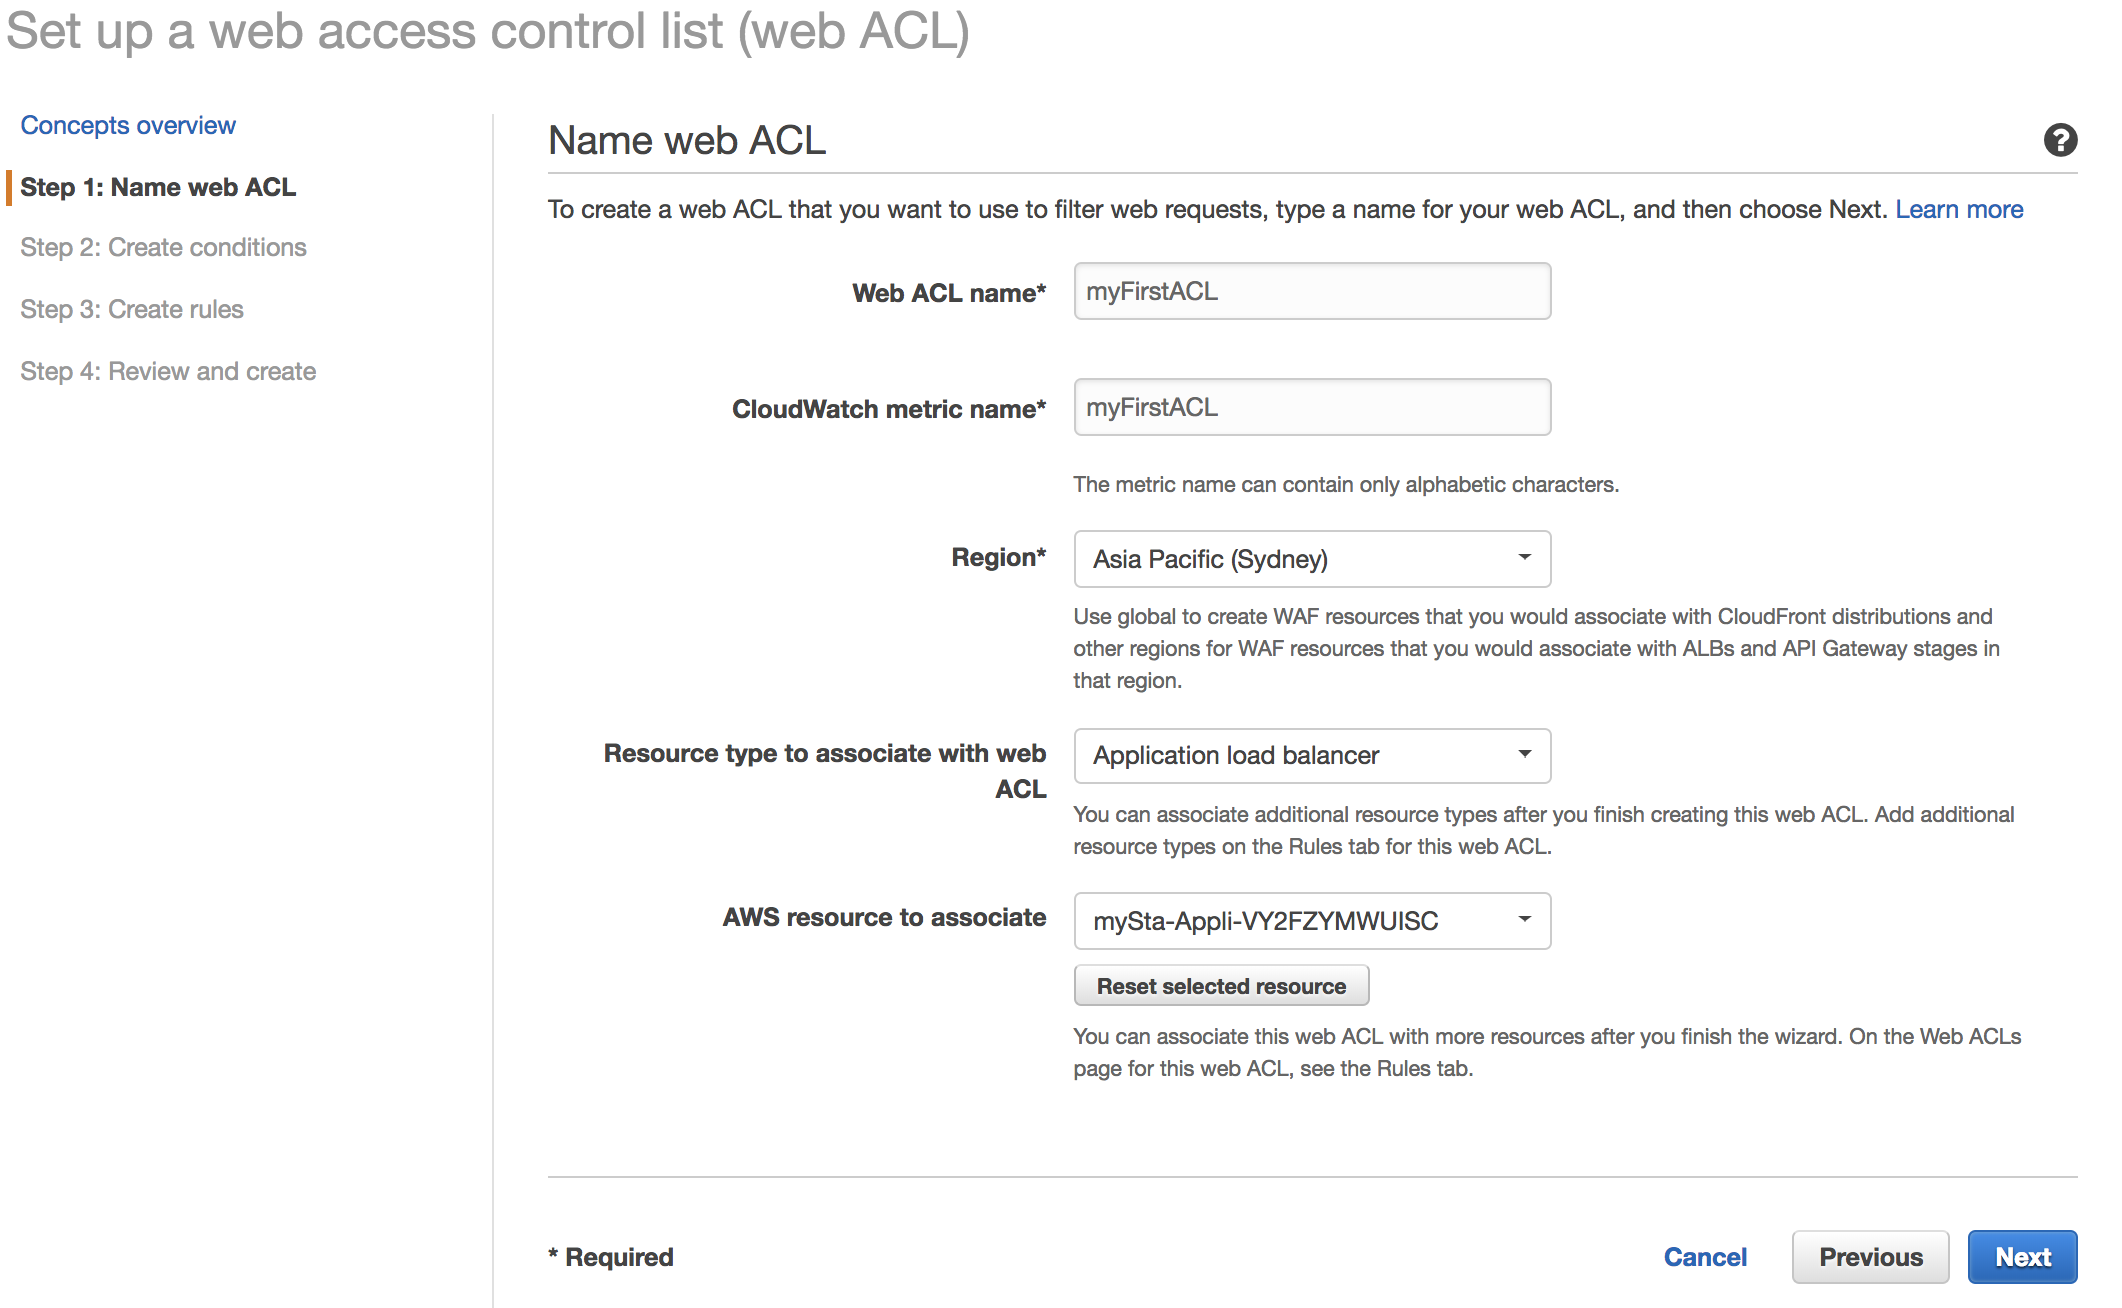 Set up a web access control list (web ACL)
Concepts overview
Step 1: Name web ACL
Step 2: Create conditions
Step 3: Create rules
Step 4: Review and create
Name web ACL
?
To create a web ACL that you want to use to filter web requests, type a name for your web ACL, and then choose Next. Learn more
Web ACL name* myFirstACL
CloudWatch metric name* myFirstACL
The metric name can contain only alphabetic characters.
Region* Asia Pacific (Sydney)
Use global to create WAF resources that you would associate with CloudFront distributions and
other regions for WAF resources that you would associate with ALBs and API Gateway stages in
that region.
Resource type to associate with web
ACL
Application load balancer
You can associate additional resource types after you finish creating this web ACL. Add additional
resource types on the Rules tab for this web ACL.
AWS resource to associate mySta-Appli-VY2FZYMWUISC
Reset selected resource
You can associate this web ACL with more resources after you finish the wizard. On the Web ACLs
page for this web ACL, see the Rules tab.
* Required
Cancel Previous Next